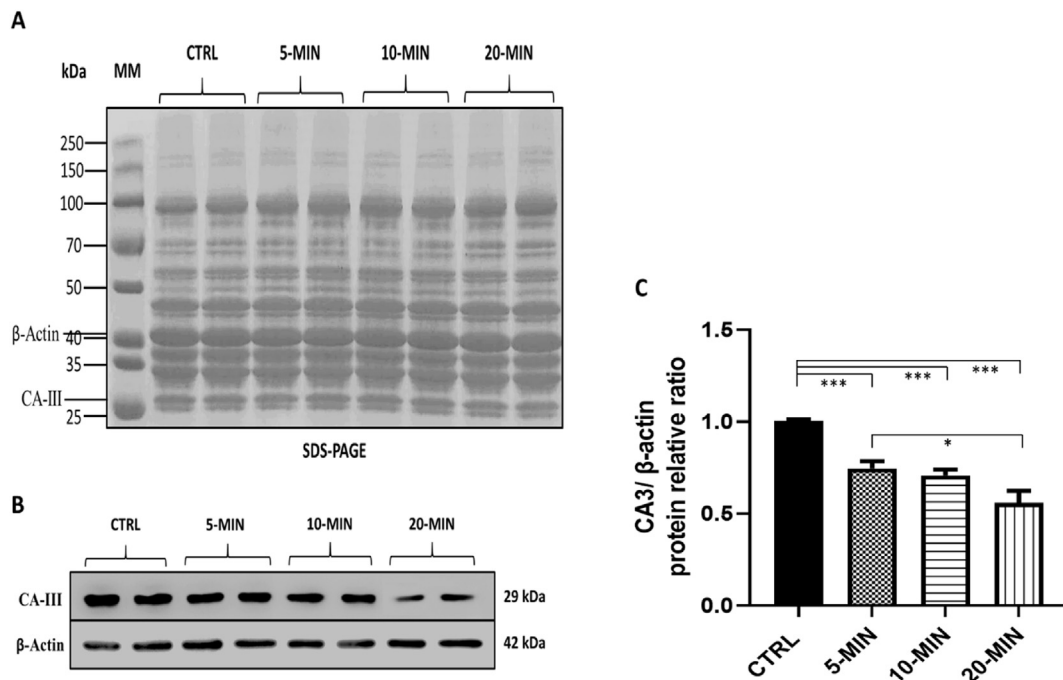 A
CTRL 5-MIN 10-MIN 20-MIN
kDa MM
250
150
100
70
50
β-Actin
40
35
CA-III
25
SDS-PAGE
B
CTRL 5-MIN 10-MIN 20-MIN
CA-III 29 kDa
β-Actin 42 kDa
C
CA3/ β-actin
protein relative ratio
1.5
1.0
0.5
0.0
*** *** ***
*
CTRL
5-MIN
10-MIN
20-MIN